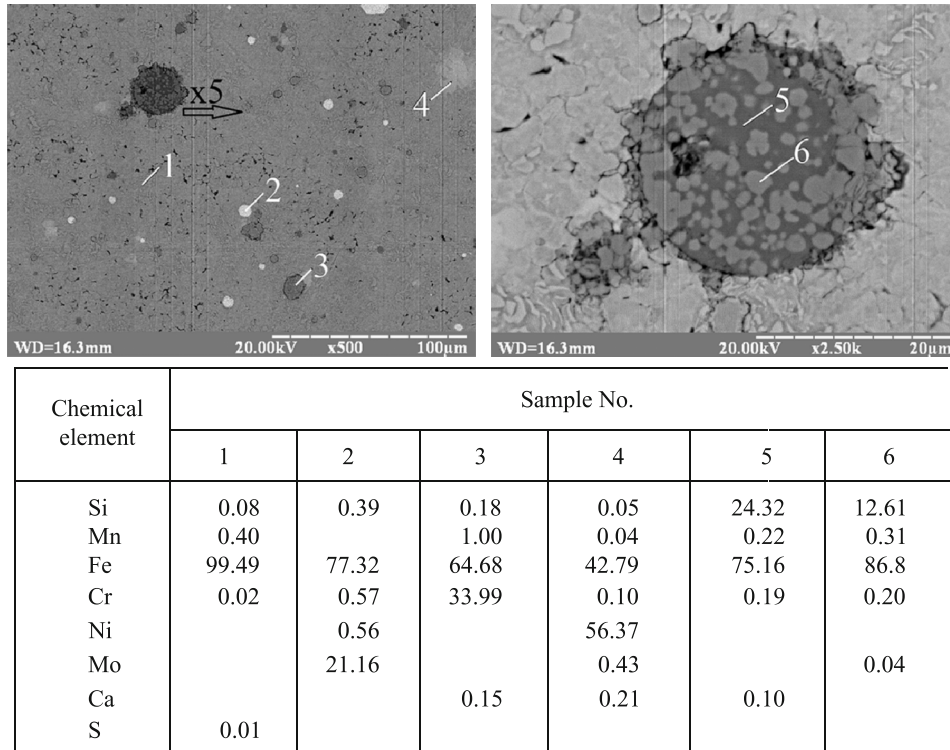 1
2
3
4
x5
WD=16.3mm 20.00kV x500 100µm
5
6
WD=16.3mm 20.00kV x2.50k 20µm
Chemical element Sample No.
1 2 3 4 5 6
Si 0.08 0.39 0.18 0.05 24.32 12.61
Mn 0.40 1.00 0.04 0.22 0.31
Fe 99.49 77.32 64.68 42.79 75.16 86.8
Cr 0.02 0.57 33.99 0.10 0.19 0.20
Ni 0.56 56.37
Mo 21.16 0.43 0.04
Ca 0.15 0.21 0.10
S 0.01